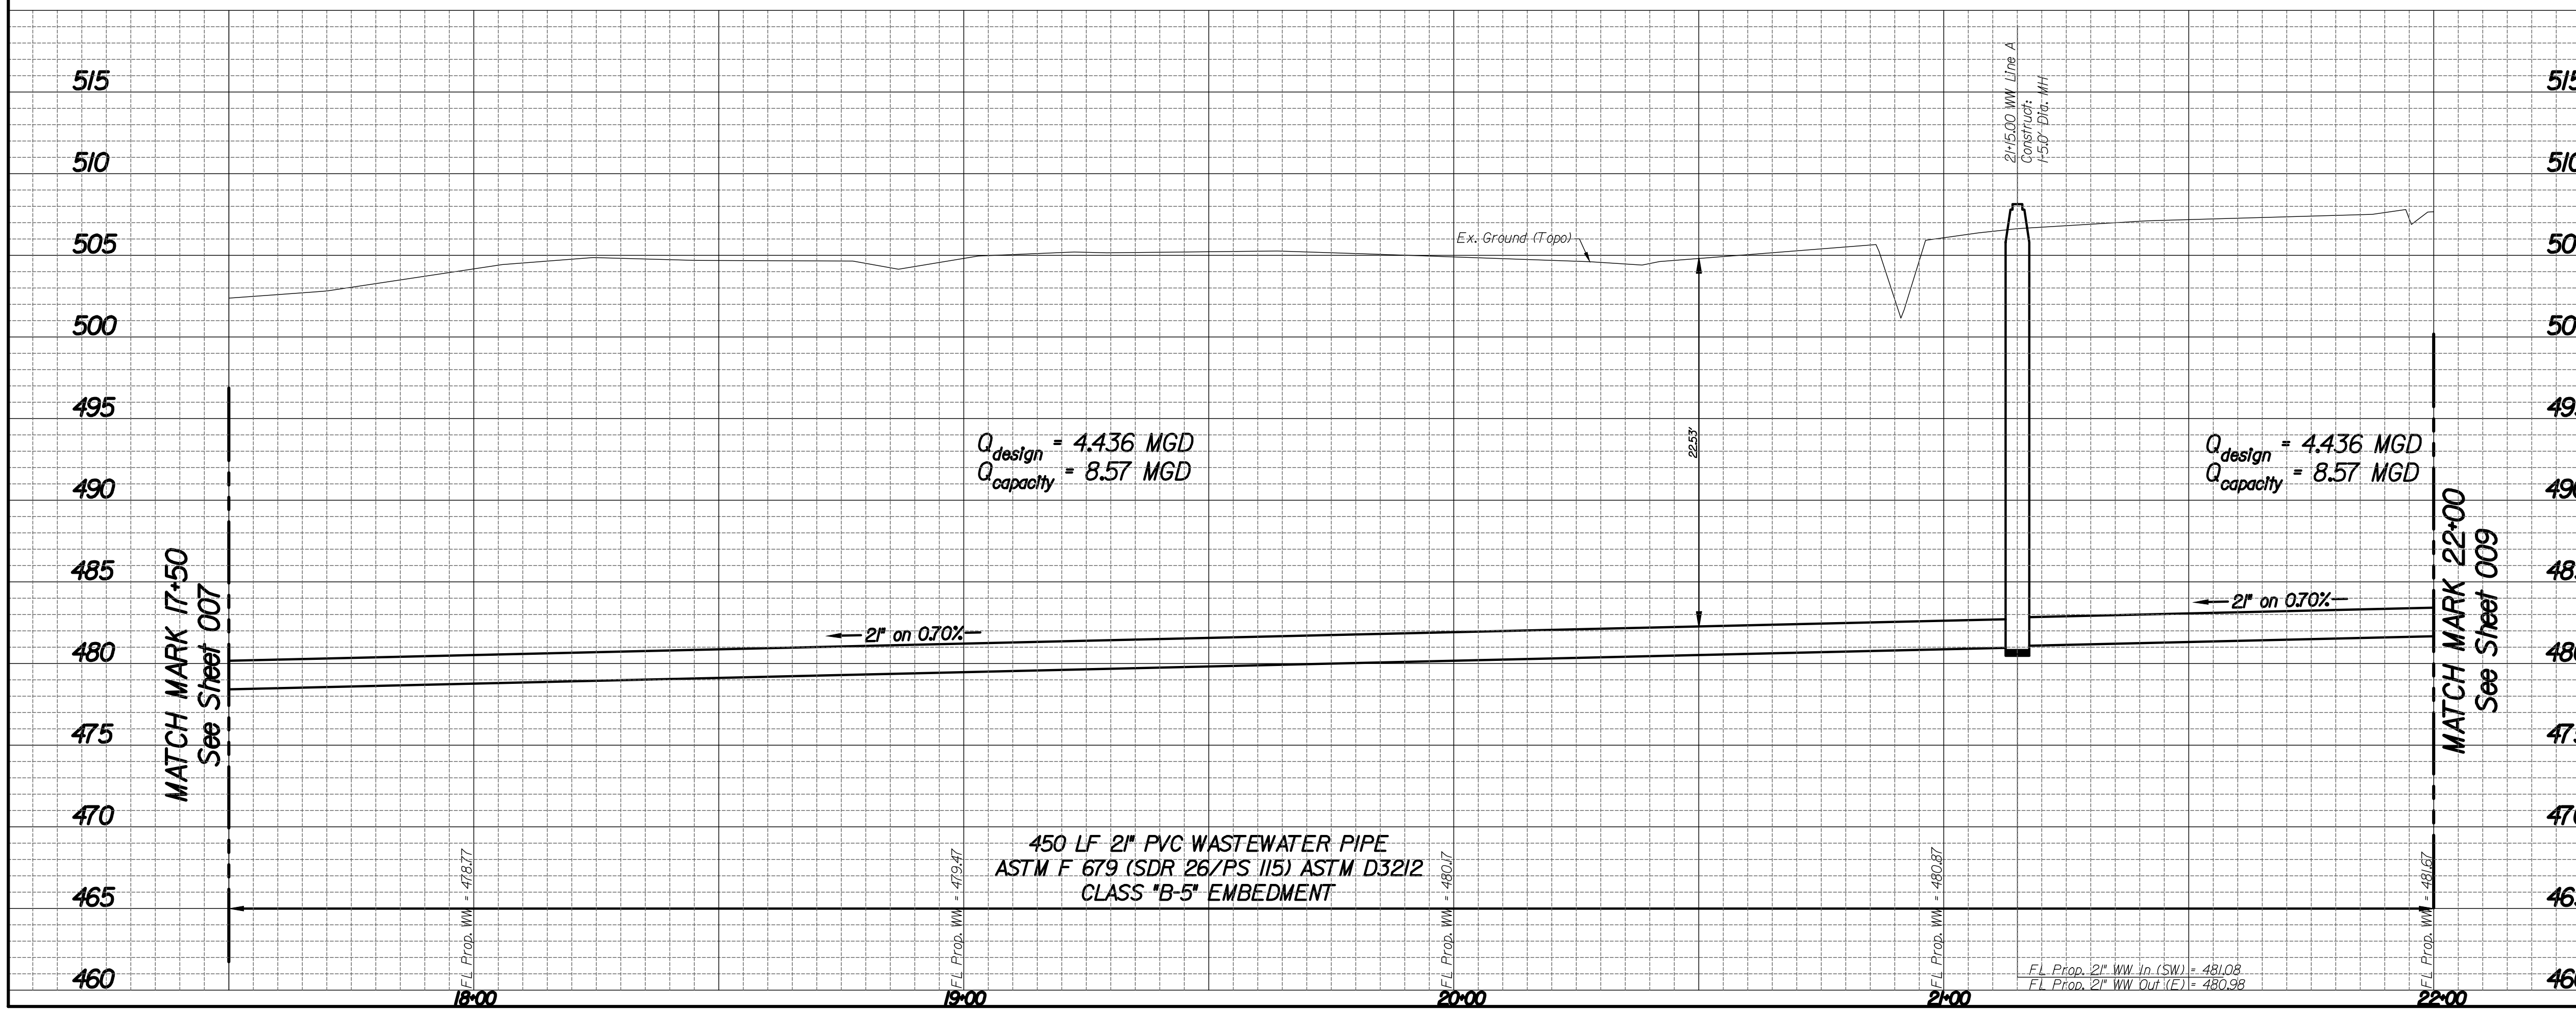 515
510
505
500
495
490
485
480
475
470
465
460
MATCH MARK 17+50
See Sheet 007
21" on 0.70%
Q design = 4.436 MGD
Q capacity = 8.57 MGD
Ex. Ground (Topo)
22.53'
21+15.00 WW Line A
Construct:
1-5.0' Dia. MH
Q design = 4.436 MGD
Q capacity = 8.57 MGD
21" on 0.70%
MATCH MARK 22+00
See Sheet 009
450 LF 21" PVC WASTEWATER PIPE
ASTM F 679 (SDR 26/PS 115) ASTM D3212
CLASS "B-5" EMBEDMENT
FL Prop. WW = 478.77
FL Prop. WW = 479.47
FL Prop. WW = 480.17
FL Prop. WW = 480.87
FL Prop. WW = 481.67
FL Prop. 21" WW In (SW) = 481.08
FL Prop. 21" WW Out (E) = 480.98
18+00
19+00
20+00
21+00
22+00